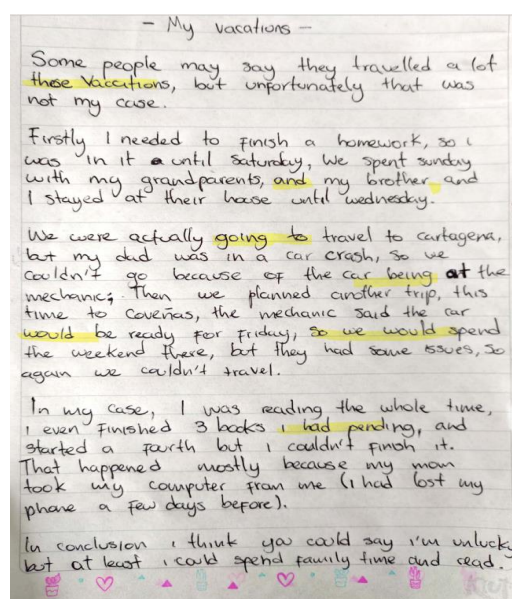 - My vacations -
Some people may say they travelled a lot
these Vaccations, but unfortunately that was
not my case.
Firstly I needed to finish a homework, so i
was in it until saturday, We spent sunday
with my grandparents, and my brother and
I stayed at their house until wednesday.
We were actually going to travel to cartagena,
but my dad was in a car crash, so we
couldn't go because of the car being at the
mechanic; Then we planned another trip, this
time to Coveñas, the mechanic said the car
would be ready for Friday, so we would spend
the weekend there, but they had some issues, so
again we couldn't travel.
In my case, I was reading the whole time,
i even finished 3 books i had pending, and
started a fourth but i couldn't finish it.
That happened mostly because my mom
took my computer from me (i had lost my
phone a few days before).
In conclusion i think you could say i'm unlucky
but at least i could spend family time and read.